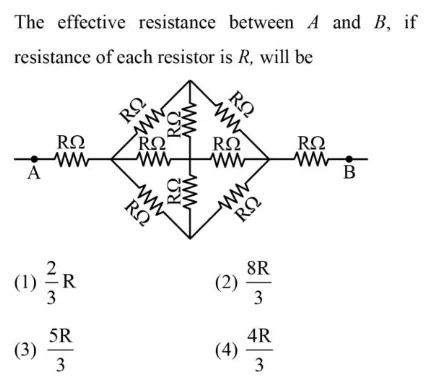 The effective resistance between A and B, if
resistance of each resistor is R, will be
RΩ RΩ
RΩ
RΩ RΩ RΩ RΩ
A B
RΩ
RΩ RΩ
(1) 2/3 R (2) 8R/3
(3) 5R/3 (4) 4R/3